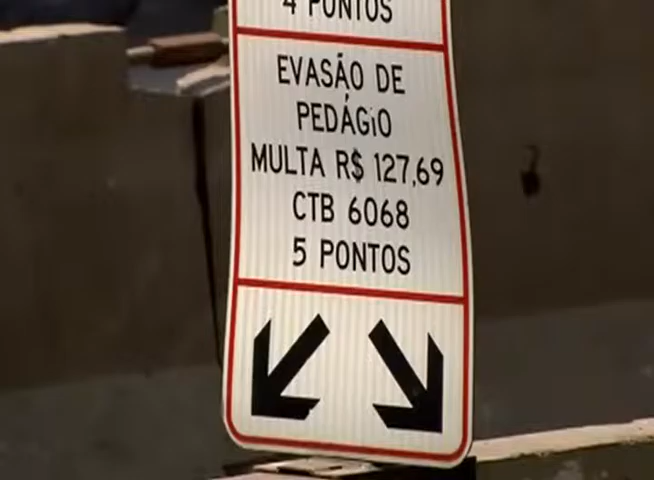 4 PONTOS
EVASÃO DE
PEDÁGiO
MULTA R$ 127,69
CTB 6068
5 PONTOS